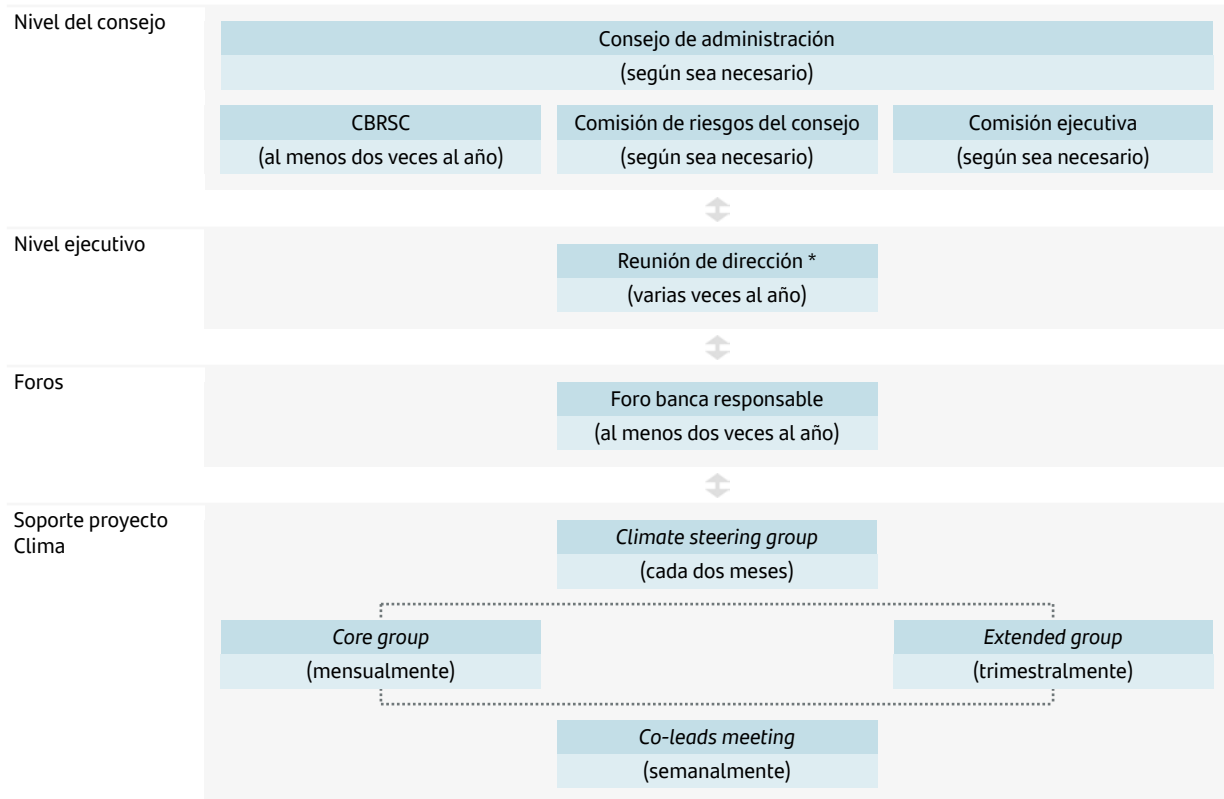 Nivel del consejo
Consejo de administración
(según sea necesario)
CBRSC
(al menos dos veces al año)
Comisión de riesgos del consejo
(según sea necesario)
Comisión ejecutiva
(según sea necesario)
Nivel ejecutivo
Reunión de dirección *
(varias veces al año)
Foros
Foro banca responsable
(al menos dos veces al año)
Soporte proyecto
Clima
Climate steering group
(cada dos meses)
Core group
(mensualmente)
Extended group
(trimestralmente)
Co-leads meeting
(semanalmente)